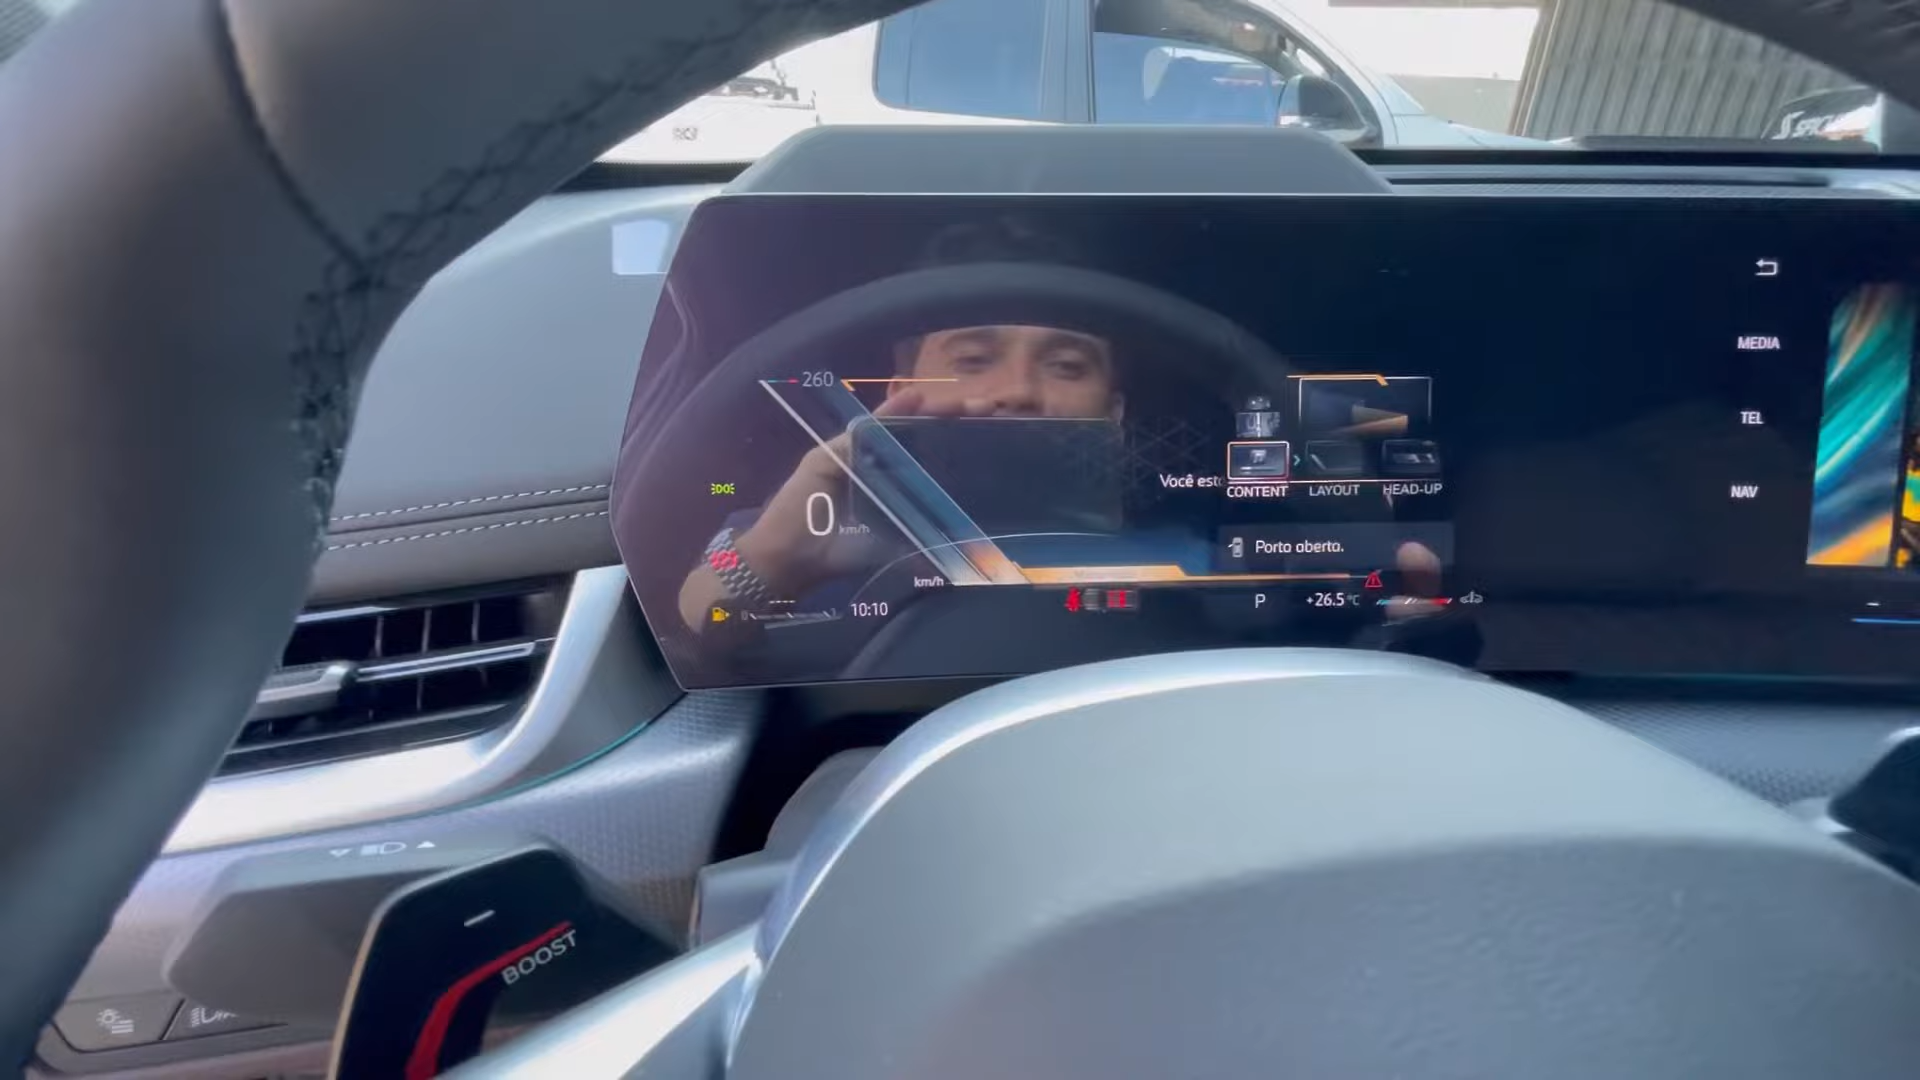 MEDIA
260
TEL
Você est
CONTENT
LAYOUT
HEAD-UP
NAV
0
km/h
Porta aberta.
km/h
10:10
P
+26.5°C
BOOST